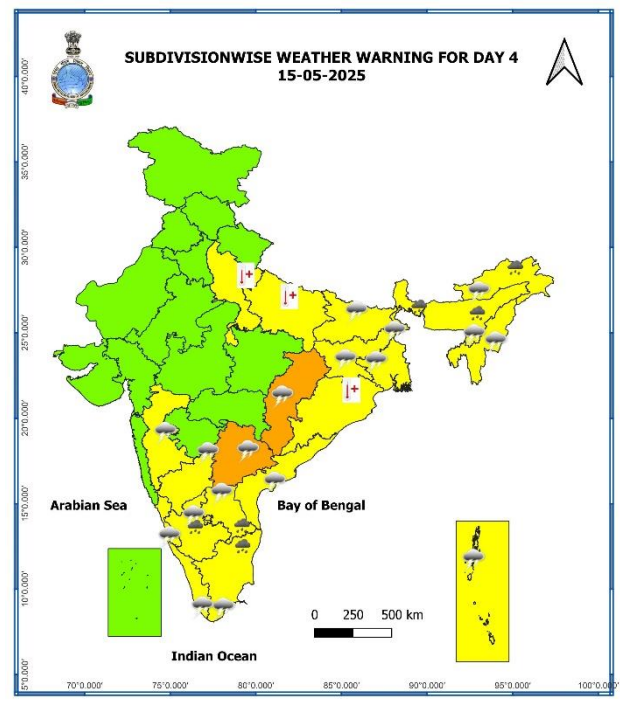 SUBDIVISIONWISE WEATHER WARNING FOR DAY 4
15-05-2025
40°0.000'
35°0.000'
30°0.000'
25°0.000'
20°0.000'
15°0.000'
10°0.000'
5°0.000'
Arabian Sea
Bay of Bengal
0 250 500 km
Indian Ocean
70°0.000' 75°0.000' 80°0.000' 85°0.000' 90°0.000' 95°0.000' 100°0.000'